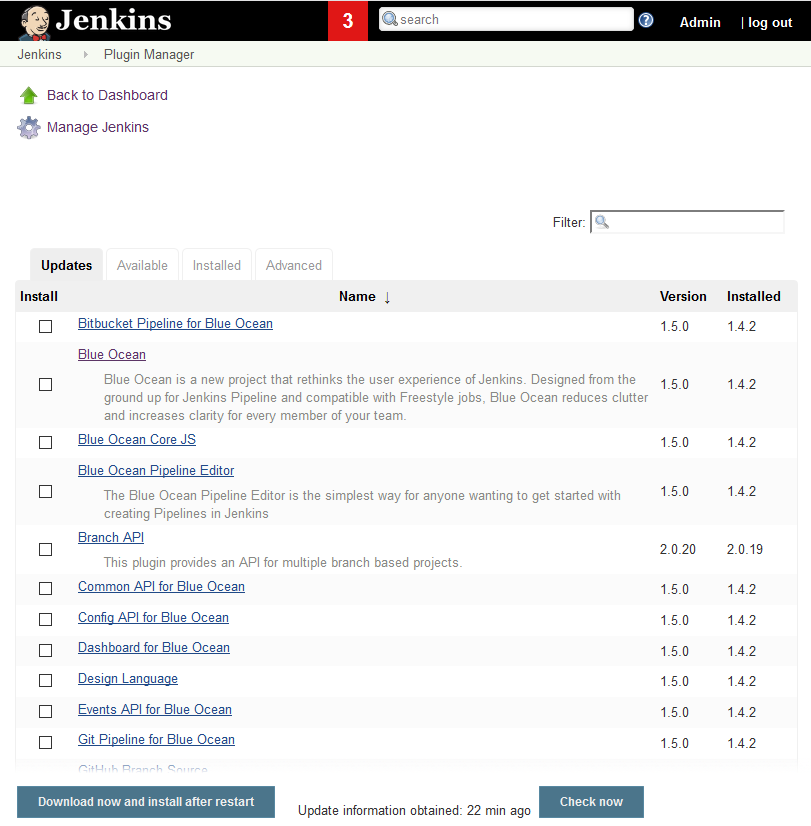 Jenkins
3
search
?
Admin
| log out
Jenkins
Plugin Manager
Back to Dashboard
Manage Jenkins
Filter:
Updates
Available
Installed
Advanced
Install Name ↓ Version Installed
Bitbucket Pipeline for Blue Ocean 1.5.0 1.4.2
Blue Ocean
Blue Ocean is a new project that rethinks the user experience of Jenkins. Designed from the
ground up for Jenkins Pipeline and compatible with Freestyle jobs, Blue Ocean reduces clutter 1.5.0 1.4.2
and increases clarity for every member of your team.
Blue Ocean Core JS 1.5.0 1.4.2
Blue Ocean Pipeline Editor
The Blue Ocean Pipeline Editor is the simplest way for anyone wanting to get started with 1.5.0 1.4.2
creating Pipelines in Jenkins
Branch API
This plugin provides an API for multiple branch based projects. 2.0.20 2.0.19
Common API for Blue Ocean 1.5.0 1.4.2
Config API for Blue Ocean 1.5.0 1.4.2
Dashboard for Blue Ocean 1.5.0 1.4.2
Design Language 1.5.0 1.4.2
Events API for Blue Ocean 1.5.0 1.4.2
Git Pipeline for Blue Ocean 1.5.0 1.4.2
GitHub Branch Source
Download now and install after restart
Update information obtained: 22 min ago
Check now